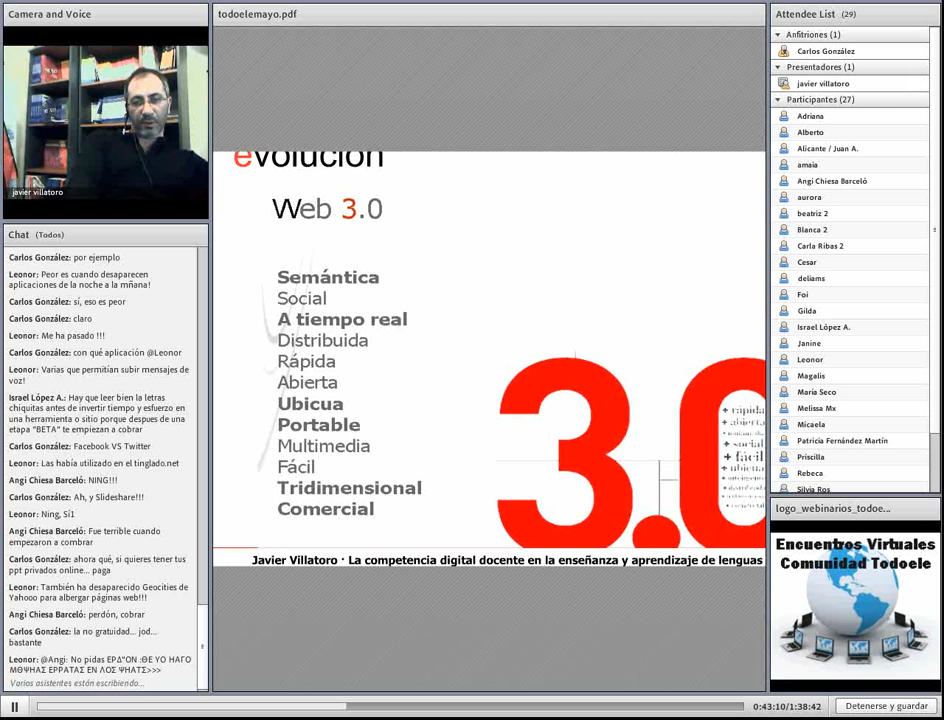 Camera and Voice
javier villatoro
Chat (Todos)
Carlos González: por ejemplo
Leonor: Peor es cuando desaparecen
aplicaciones de la noche a la mñana!
Carlos González: sí, eso es peor
Carlos González: claro
Leonor: Me ha pasado !!!
Carlos González: con qué aplicación @Leonor
Leonor: Varias que permitían subir mensajes de
voz!
Israel López A.: Hay que leer bien la letras
chiquitas antes de invertir tiempo y esfuerzo en
una herramienta o sitio porque despues de una
etapa "BETA" te empiezan a cobrar
Carlos González: Facebook VS Twitter
Leonor: Las había utilizado en el tinglado.net
Angi Chiesa Barceló: NING!!!
Carlos González: Ah, y Slideshare!!!
Leonor: Ning, Sí1
Angi Chiesa Barceló: Fue terrible cuando
empezaron a combrar
Carlos González: ahora qué, si quieres tener tus
ppt privados online... paga
Leonor: También ha desaparecido Geocities de
Yahooo para albergar páginas web!!!
Angi Chiesa Barceló: perdón, cobrar
Carlos González: la no gratuidad... jod...
bastante
Leonor: @Angi: No pidas ΕΡΔ"ΟΝ :ΘΕ ΥΟ ΗΑΓΟ
ΜΘΨΗΑΣ ΕΡΡΑΤΑΣ ΕΝ ΛΟΣ ΨΗΑΤΣ>>>
Varios asistentes están escribiendo...
todoelemayo.pdf
evolución
Web 3.0
Semántica
Social
A tiempo real
Distribuida
Rápida
Abierta
Ubicua
Portable
Multimedia
Fácil
Tridimensional
Comercial
3.0
+ rápida
+ social
+ fácil
Javier Villatoro · La competencia digital docente en la enseñanza y aprendizaje de lenguas
Attendee List (29)
Anfitriones (1)
Carlos González
Presentadores (1)
javier villatoro
Participantes (27)
Adriana
Alberto
Alicante / Juan A.
amaia
Angi Chiesa Barceló
aurora
beatriz 2
Blanca 2
Carla Ribas 2
Cesar
deliams
Foi
Gilda
Israel López A.
Janine
Leonor
Magalis
Maria Seco
Melissa Mx
Micaela
Patricia Fernández Martín
Priscilla
Rebeca
Silvia Ros
logo_webinarios_todoe...
Encuentros Virtuales
Comunidad Todoele
0:43:10/1:38:42
Detenerse y guardar